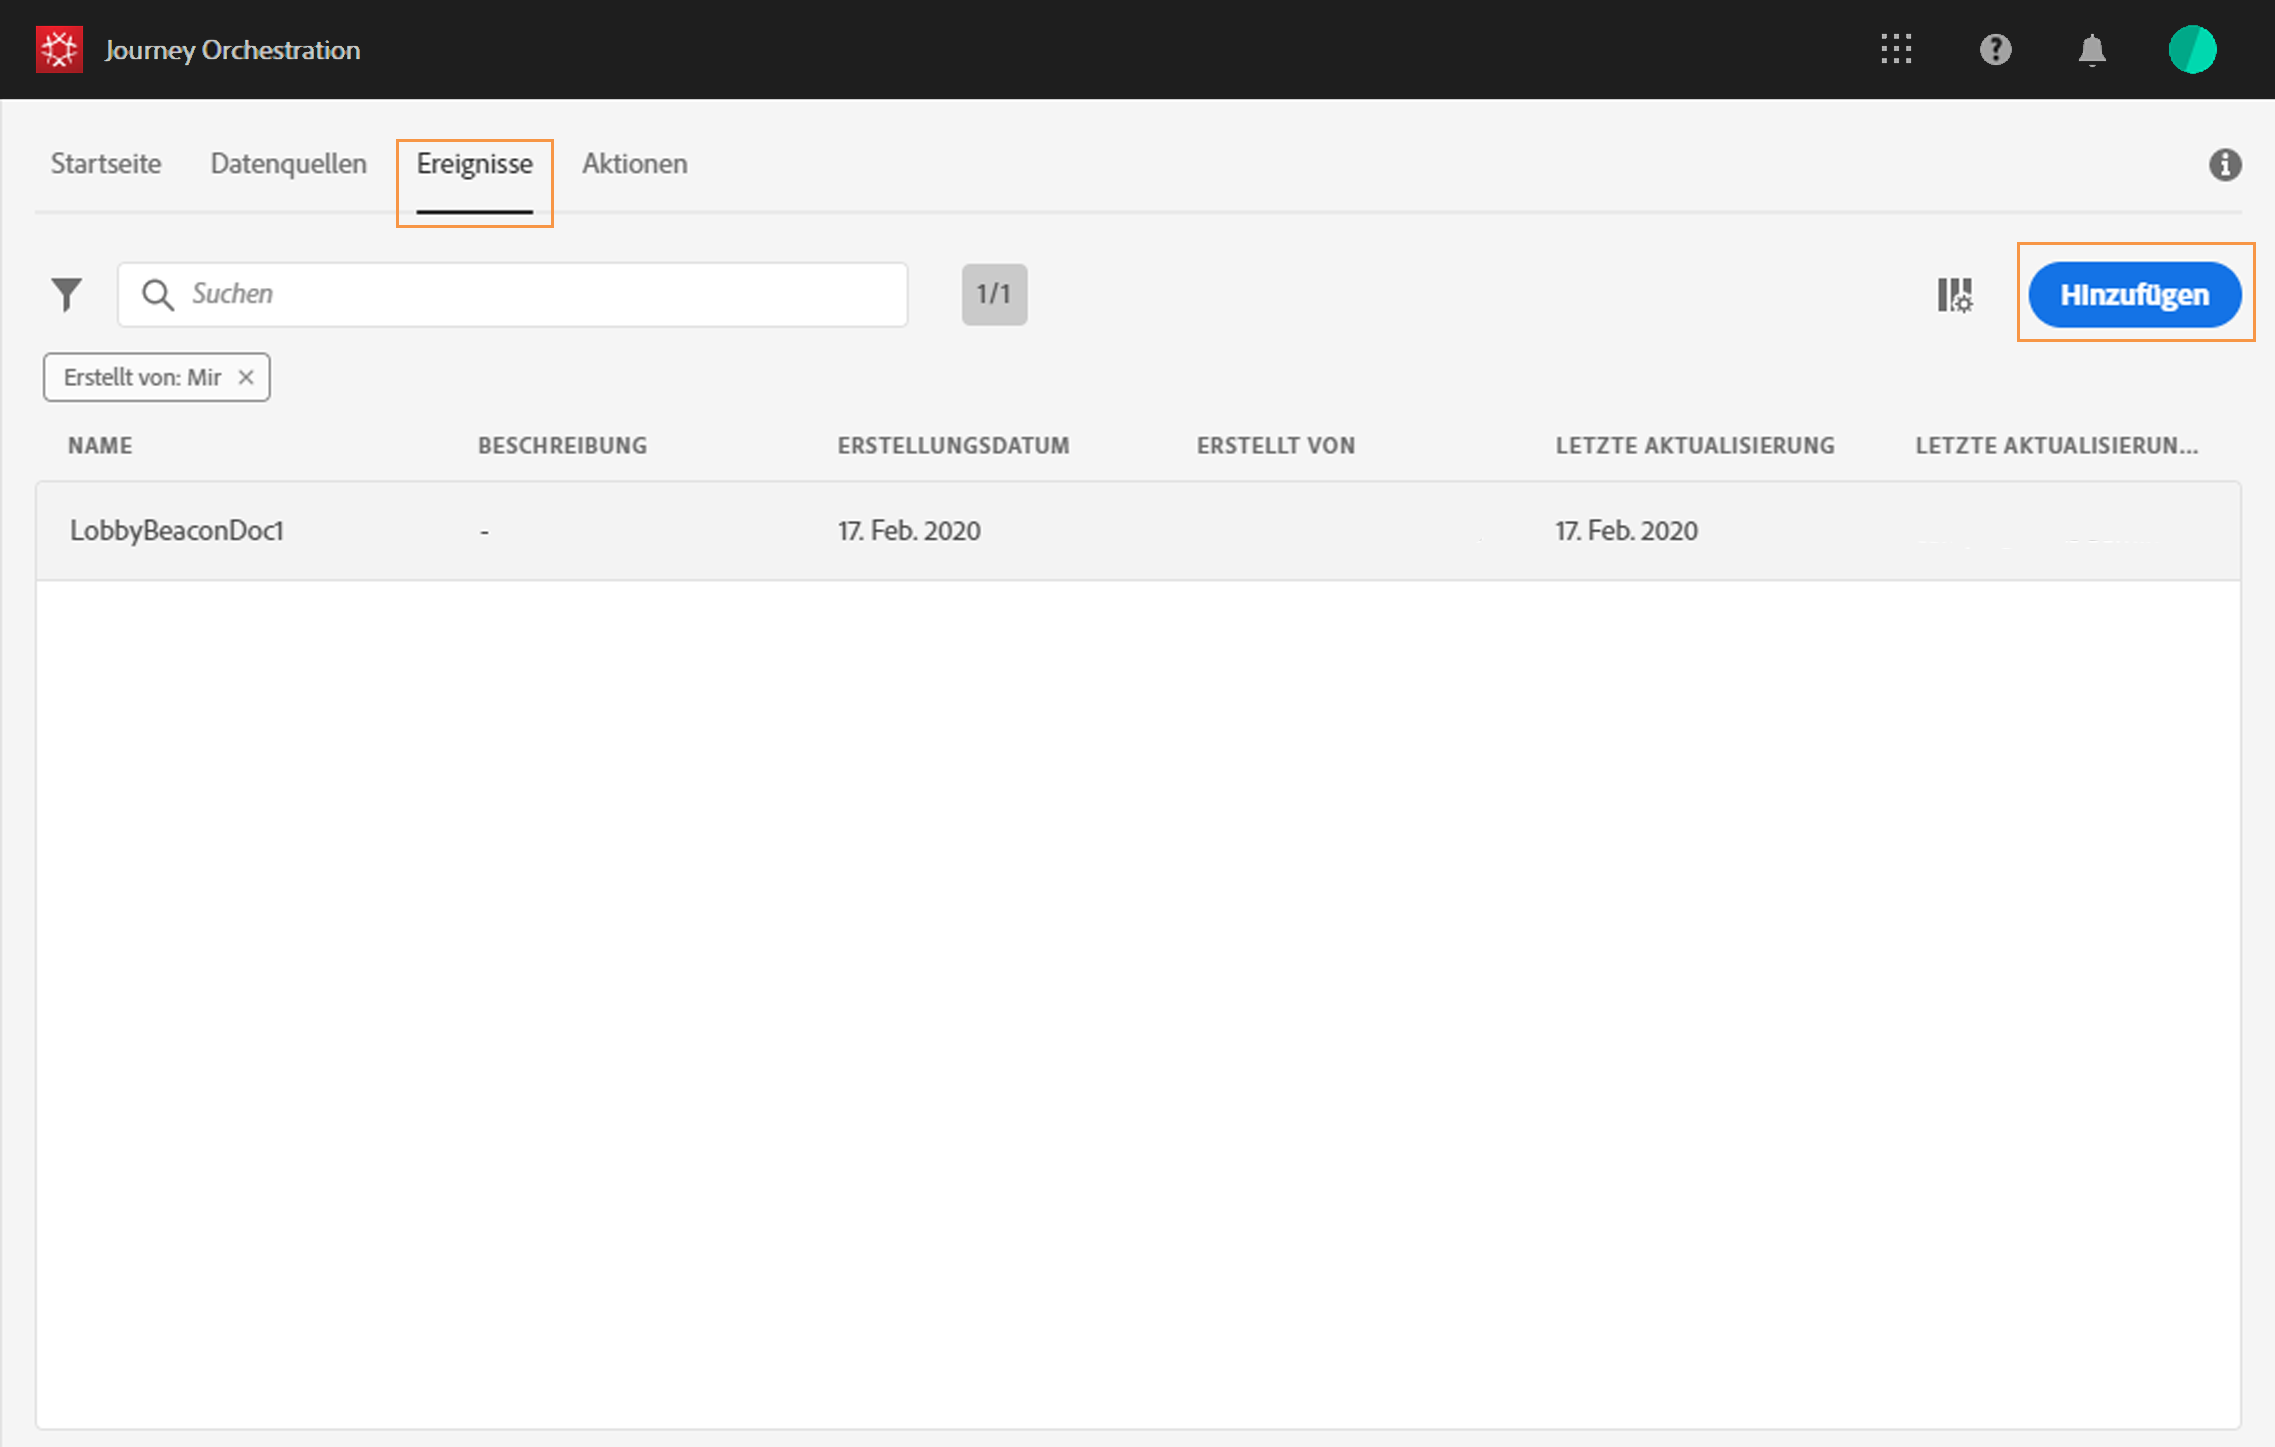 Journey Orchestration
Startseite Datenquellen Ereignisse Aktionen
Suchen 1/1 Hinzufügen
Erstellt von: Mir ×
NAME BESCHREIBUNG ERSTELLUNGSDATUM ERSTELLT VON LETZTE AKTUALISIERUNG LETZTE AKTUALISIERUN...
LobbyBeaconDoc1 - 17. Feb. 2020 17. Feb. 2020